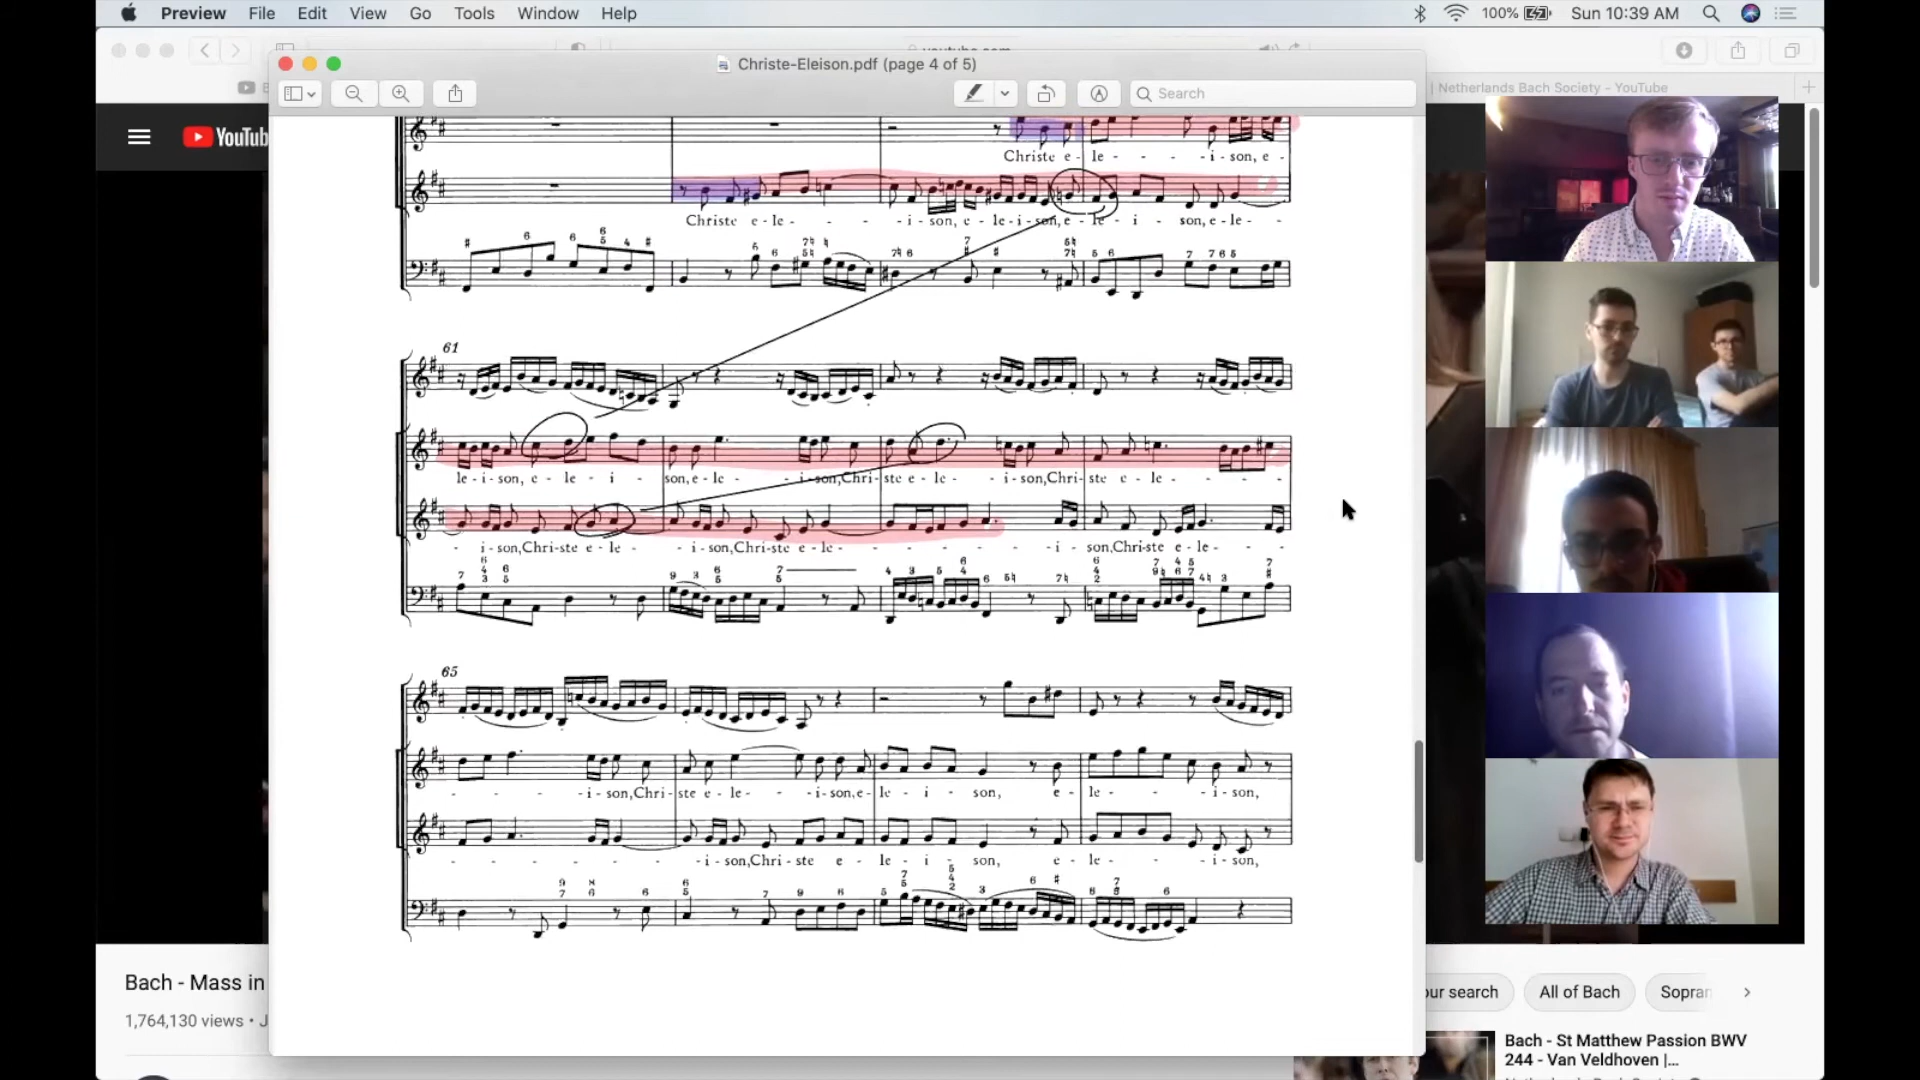 Preview File Edit View Go Tools Window Help 100% Sun 10:39 AM
Christe-Eleison.pdf (page 4 of 5)
Search
| Netherlands Bach Society - YouTube
YouTub
Christe e - le - - - i - son, e -
Christe e - le - - - i - son, e - le - i - son, e - le - i - son, e - le -
61
le - i - son, e - le - i - son, e - le - - i - son, Chri - ste e - le - - i - son, Chri - ste e - le - - -
- i - son, Chri - ste e - le - - i - son, Chri - ste e - le - - - - - i - son, Chri - ste e - le - -
65
- - - - i - son, Chri - ste e - le - - - i - son, e - le - i - son, e - le - - - i - son,
- - - - - - - i - son, Chri - ste e - le - i - son, e - le - - - i - son,
Bach - Mass in
1,764,130 views • J
our search All of Bach Sopran
Bach - St Matthew Passion BWV
244 - Van Veldhoven |...